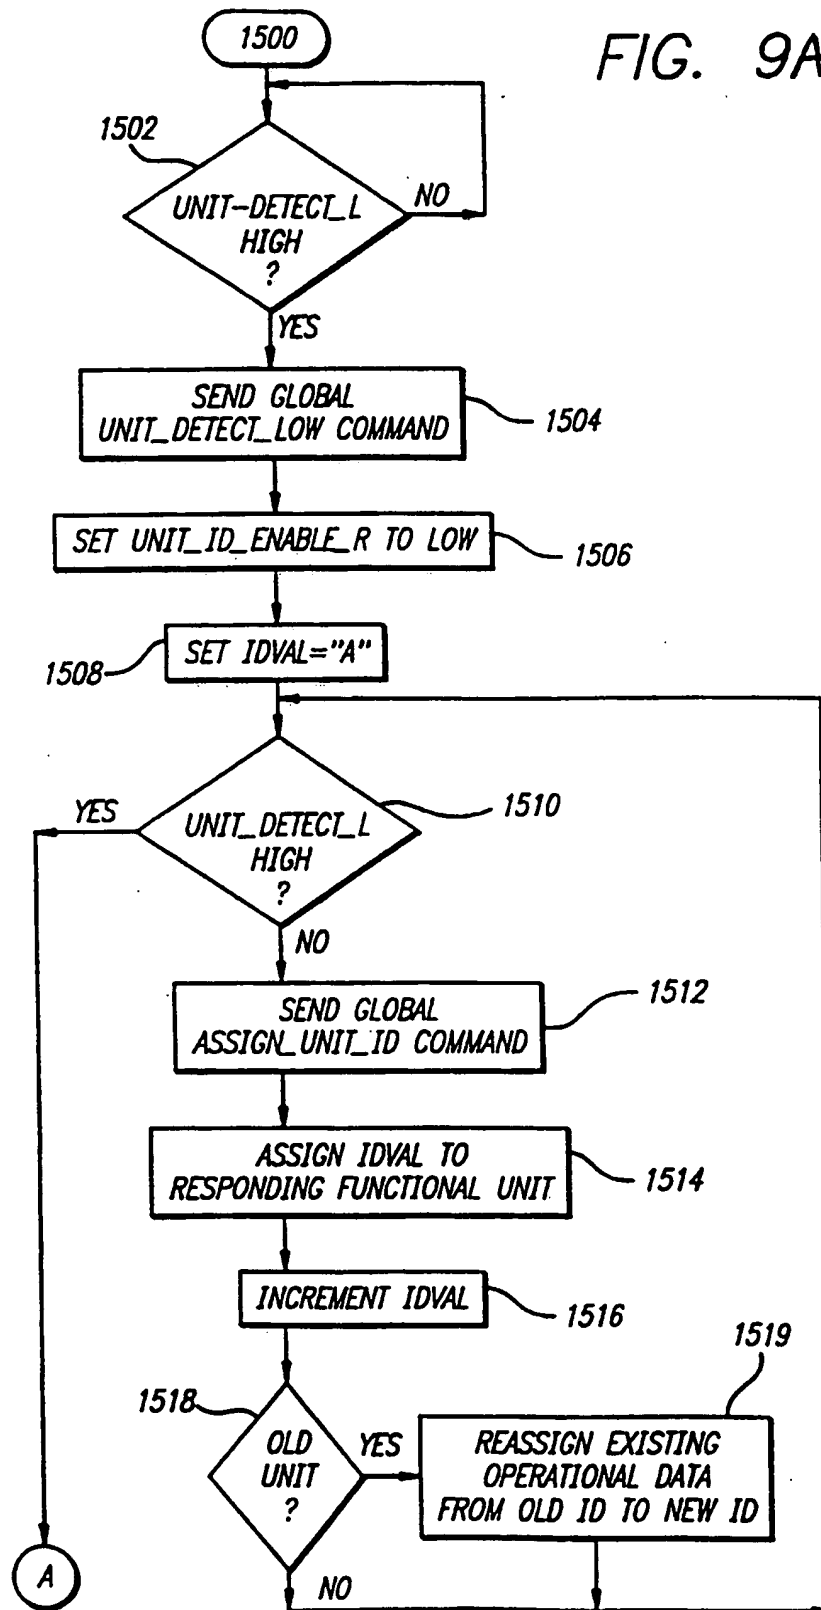 1500
FIG. 9A
1502
UNIT-DETECT_L
HIGH
?
NO
YES
SEND GLOBAL
UNIT_DETECT_LOW COMMAND
1504
SET UNIT_ID_ENABLE_R TO LOW
1506
SET IDVAL="A"
1508
YES
UNIT_DETECT_L
HIGH
?
1510
NO
SEND GLOBAL
ASSIGN_UNIT_ID COMMAND
1512
ASSIGN IDVAL TO
RESPONDING FUNCTIONAL UNIT
1514
INCREMENT IDVAL
1516
1518
OLD
UNIT
?
YES
1519
REASSIGN EXISTING
OPERATIONAL DATA
FROM OLD ID TO NEW ID
NO
A